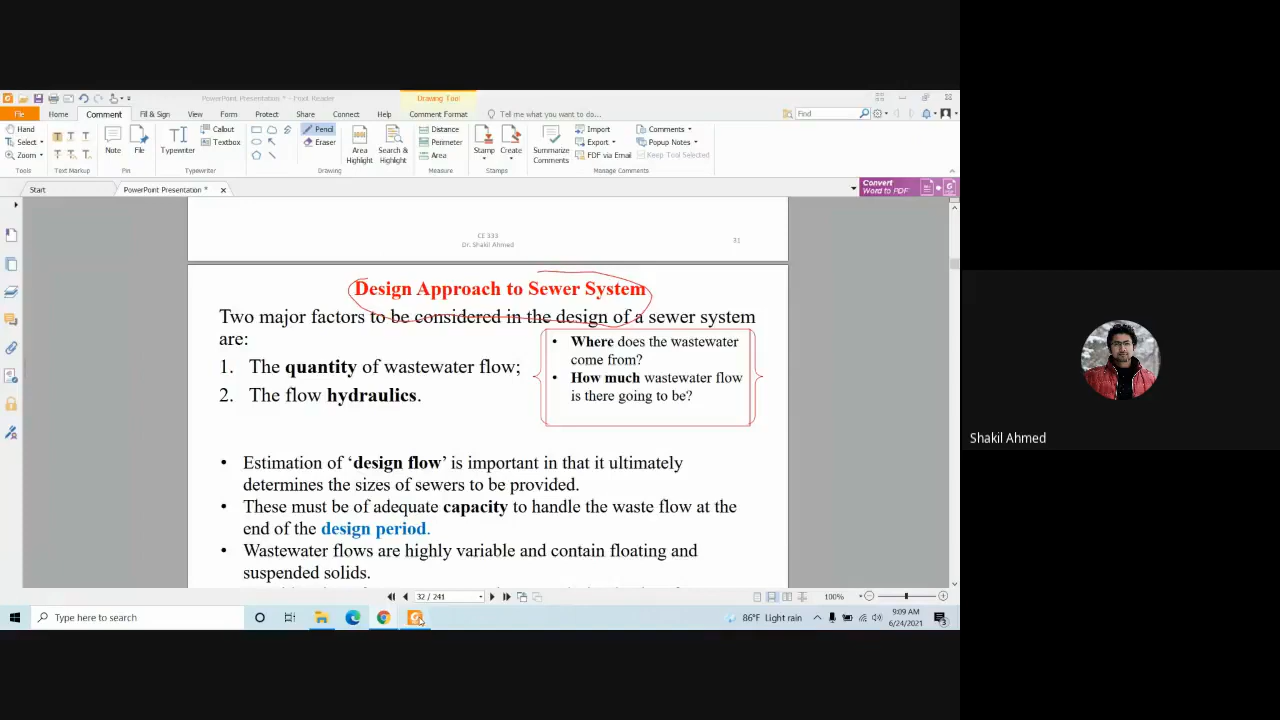 PowerPoint Presentation * - Foxit Reader
Drawing Tool
File
Home
Comment
Fill & Sign
View
Form
Protect
Share
Connect
Help
Comment Format
Tell me what you want to do...
Find
Hand
Select
Zoom
Tools
Text Markup
Note
File
Pin
Typewriter
Callout
Textbox
Typewriter
Pencil
Eraser
Drawing
Area Highlight
Search & Highlight
Distance
Perimeter
Area
Measure
Stamp
Create
Stamps
Summarize Comments
Import
Export
FDF via Email
Comments
Popup Notes
Keep Tool Selected
Manage Comments
Start
PowerPoint Presentation *
Convert
Word to PDF
CE 333
Dr. Shakil Ahmed
31
Design Approach to Sewer System
Two major factors to be considered in the design of a sewer system
are:
1. The quantity of wastewater flow;
2. The flow hydraulics.
• Where does the wastewater
come from?
• How much wastewater flow
is there going to be?
• Estimation of ‘design flow’ is important in that it ultimately
determines the sizes of sewers to be provided.
• These must be of adequate capacity to handle the waste flow at the
end of the design period.
• Wastewater flows are highly variable and contain floating and
suspended solids.
32 / 241
100%
Type here to search
86°F Light rain
9:09 AM
6/24/2021
3
Shakil Ahmed